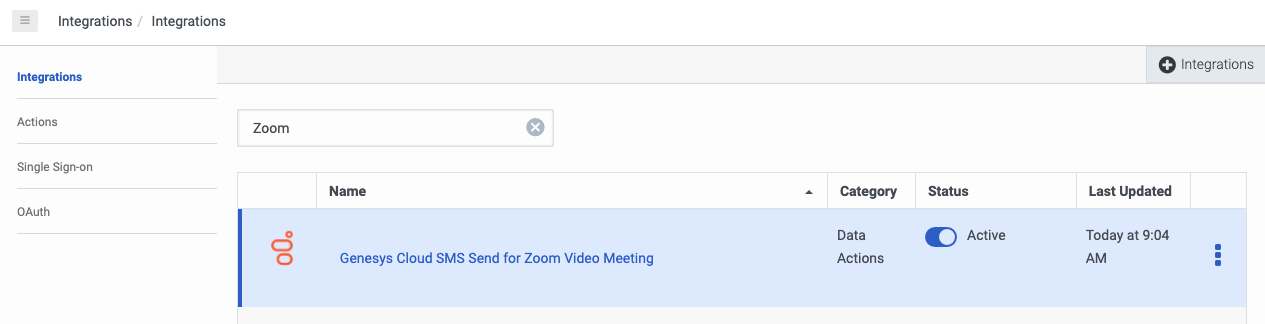 Integrations / Integrations
Integrations
Integrations
Actions
Single Sign-on
OAuth
Zoom
Name Category Status Last Updated
Genesys Cloud SMS Send for Zoom Video Meeting
Data
Actions
Active
Today at 9:04
AM